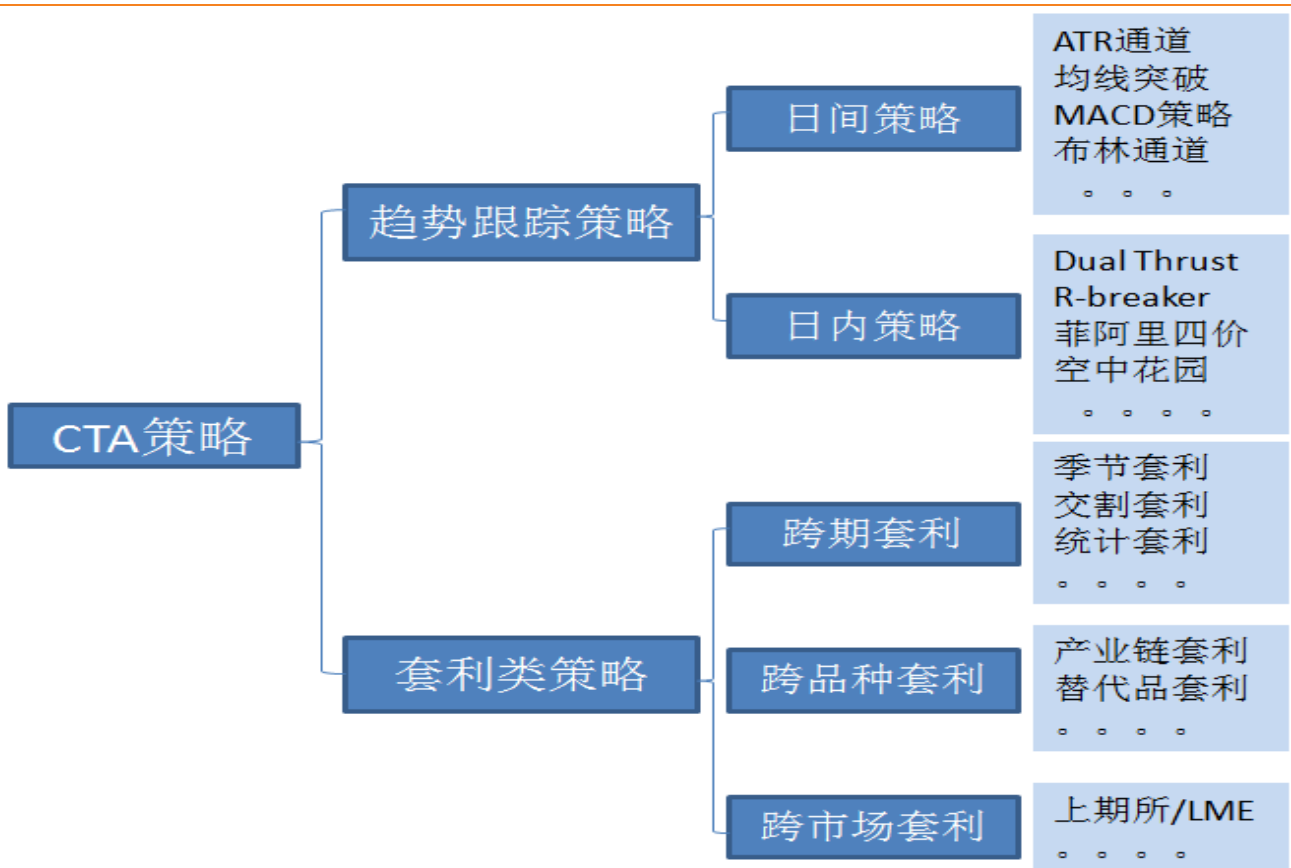 CTA策略
趋势跟踪策略
日间策略
ATR通道
均线突破
MACD策略
布林通道
。。。
日内策略
Dual Thrust
R-breaker
菲阿里四价
空中花园
。。。。
套利类策略
跨期套利
季节套利
交割套利
统计套利
。。。。
跨品种套利
产业链套利
替代品套利
。。。。
跨市场套利
上期所/LME
。。。。